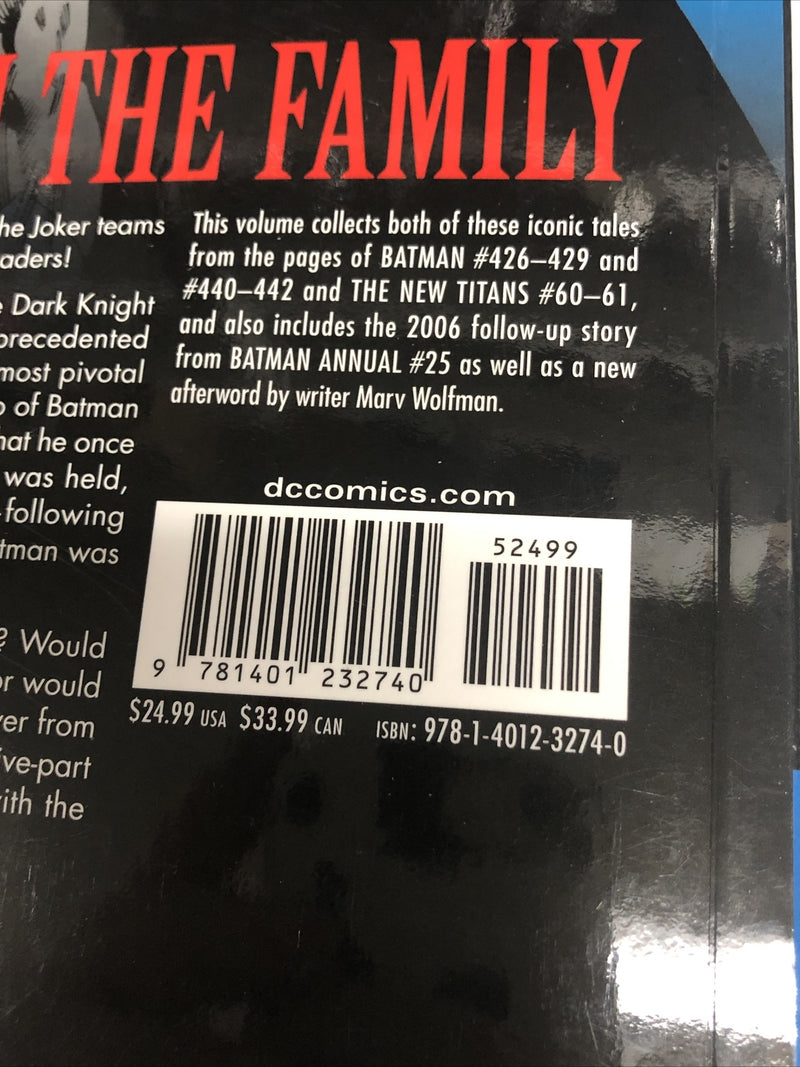 THE FAMILY
he Joker teams
aders!
Dark Knight
precedented
most pivotal
of Batman
hat he once
was held,
following
tman was
? Would
or would
ver from
ive-part
ith the
This volume collects both of these iconic tales
from the pages of BATMAN #426–429 and
#440–442 and THE NEW TITANS #60–61,
and also includes the 2006 follow-up story
from BATMAN ANNUAL #25 as well as a new
afterword by writer Marv Wolfman.
dccomics.com
52499
9 781401 232740
$24.99 USA $33.99 CAN ISBN: 978-1-4012-3274-0